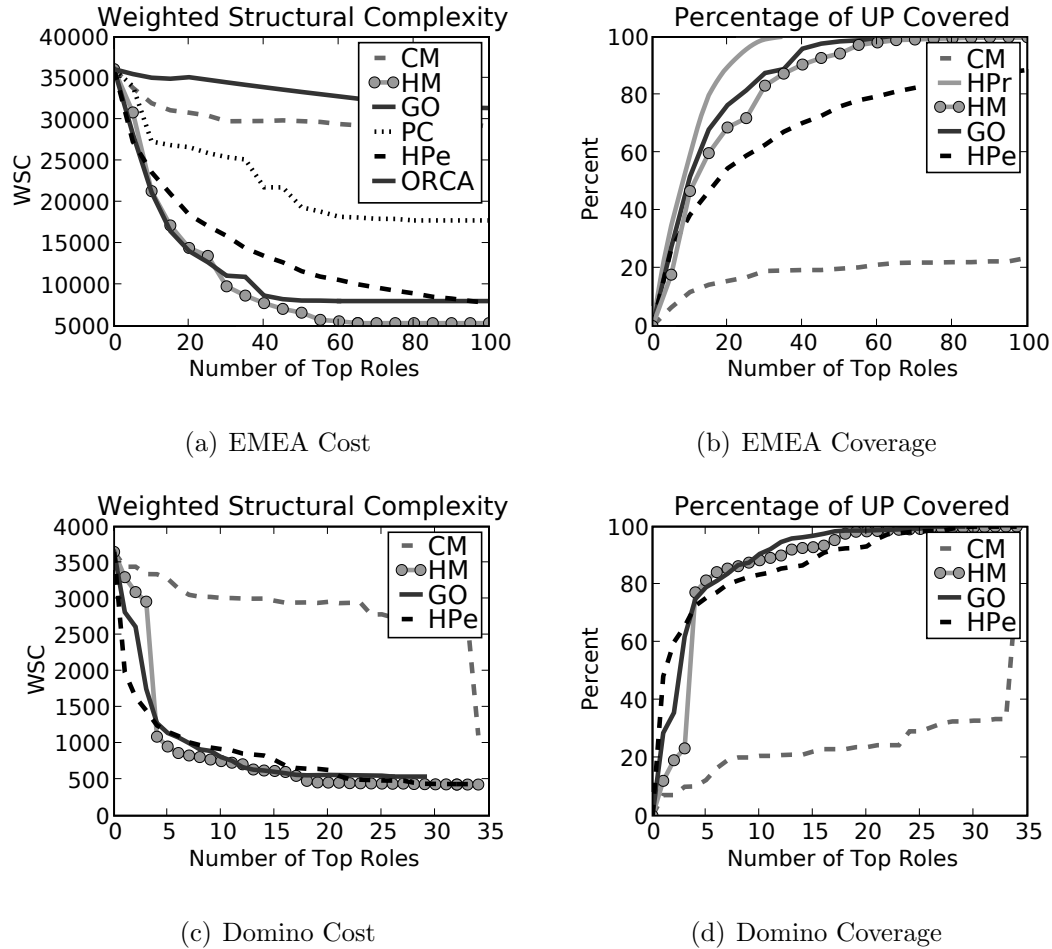 Weighted Structural Complexity
40000
35000
30000
25000
20000
15000
10000
5000
WSC
CM
HM
GO
PC
HPe
ORCA
0 20 40 60 80 100
Number of Top Roles
(a) EMEA Cost
Percentage of UP Covered
100
80
60
40
20
0
Percent
CM
HPr
HM
GO
HPe
0 20 40 60 80 100
Number of Top Roles
(b) EMEA Coverage
Weighted Structural Complexity
4000
3500
3000
2500
2000
1500
1000
500
0
WSC
CM
HM
GO
HPe
0 5 10 15 20 25 30 35
Number of Top Roles
(c) Domino Cost
Percentage of UP Covered
100
80
60
40
20
0
Percent
CM
HM
GO
HPe
0 5 10 15 20 25 30 35
Number of Top Roles
(d) Domino Coverage